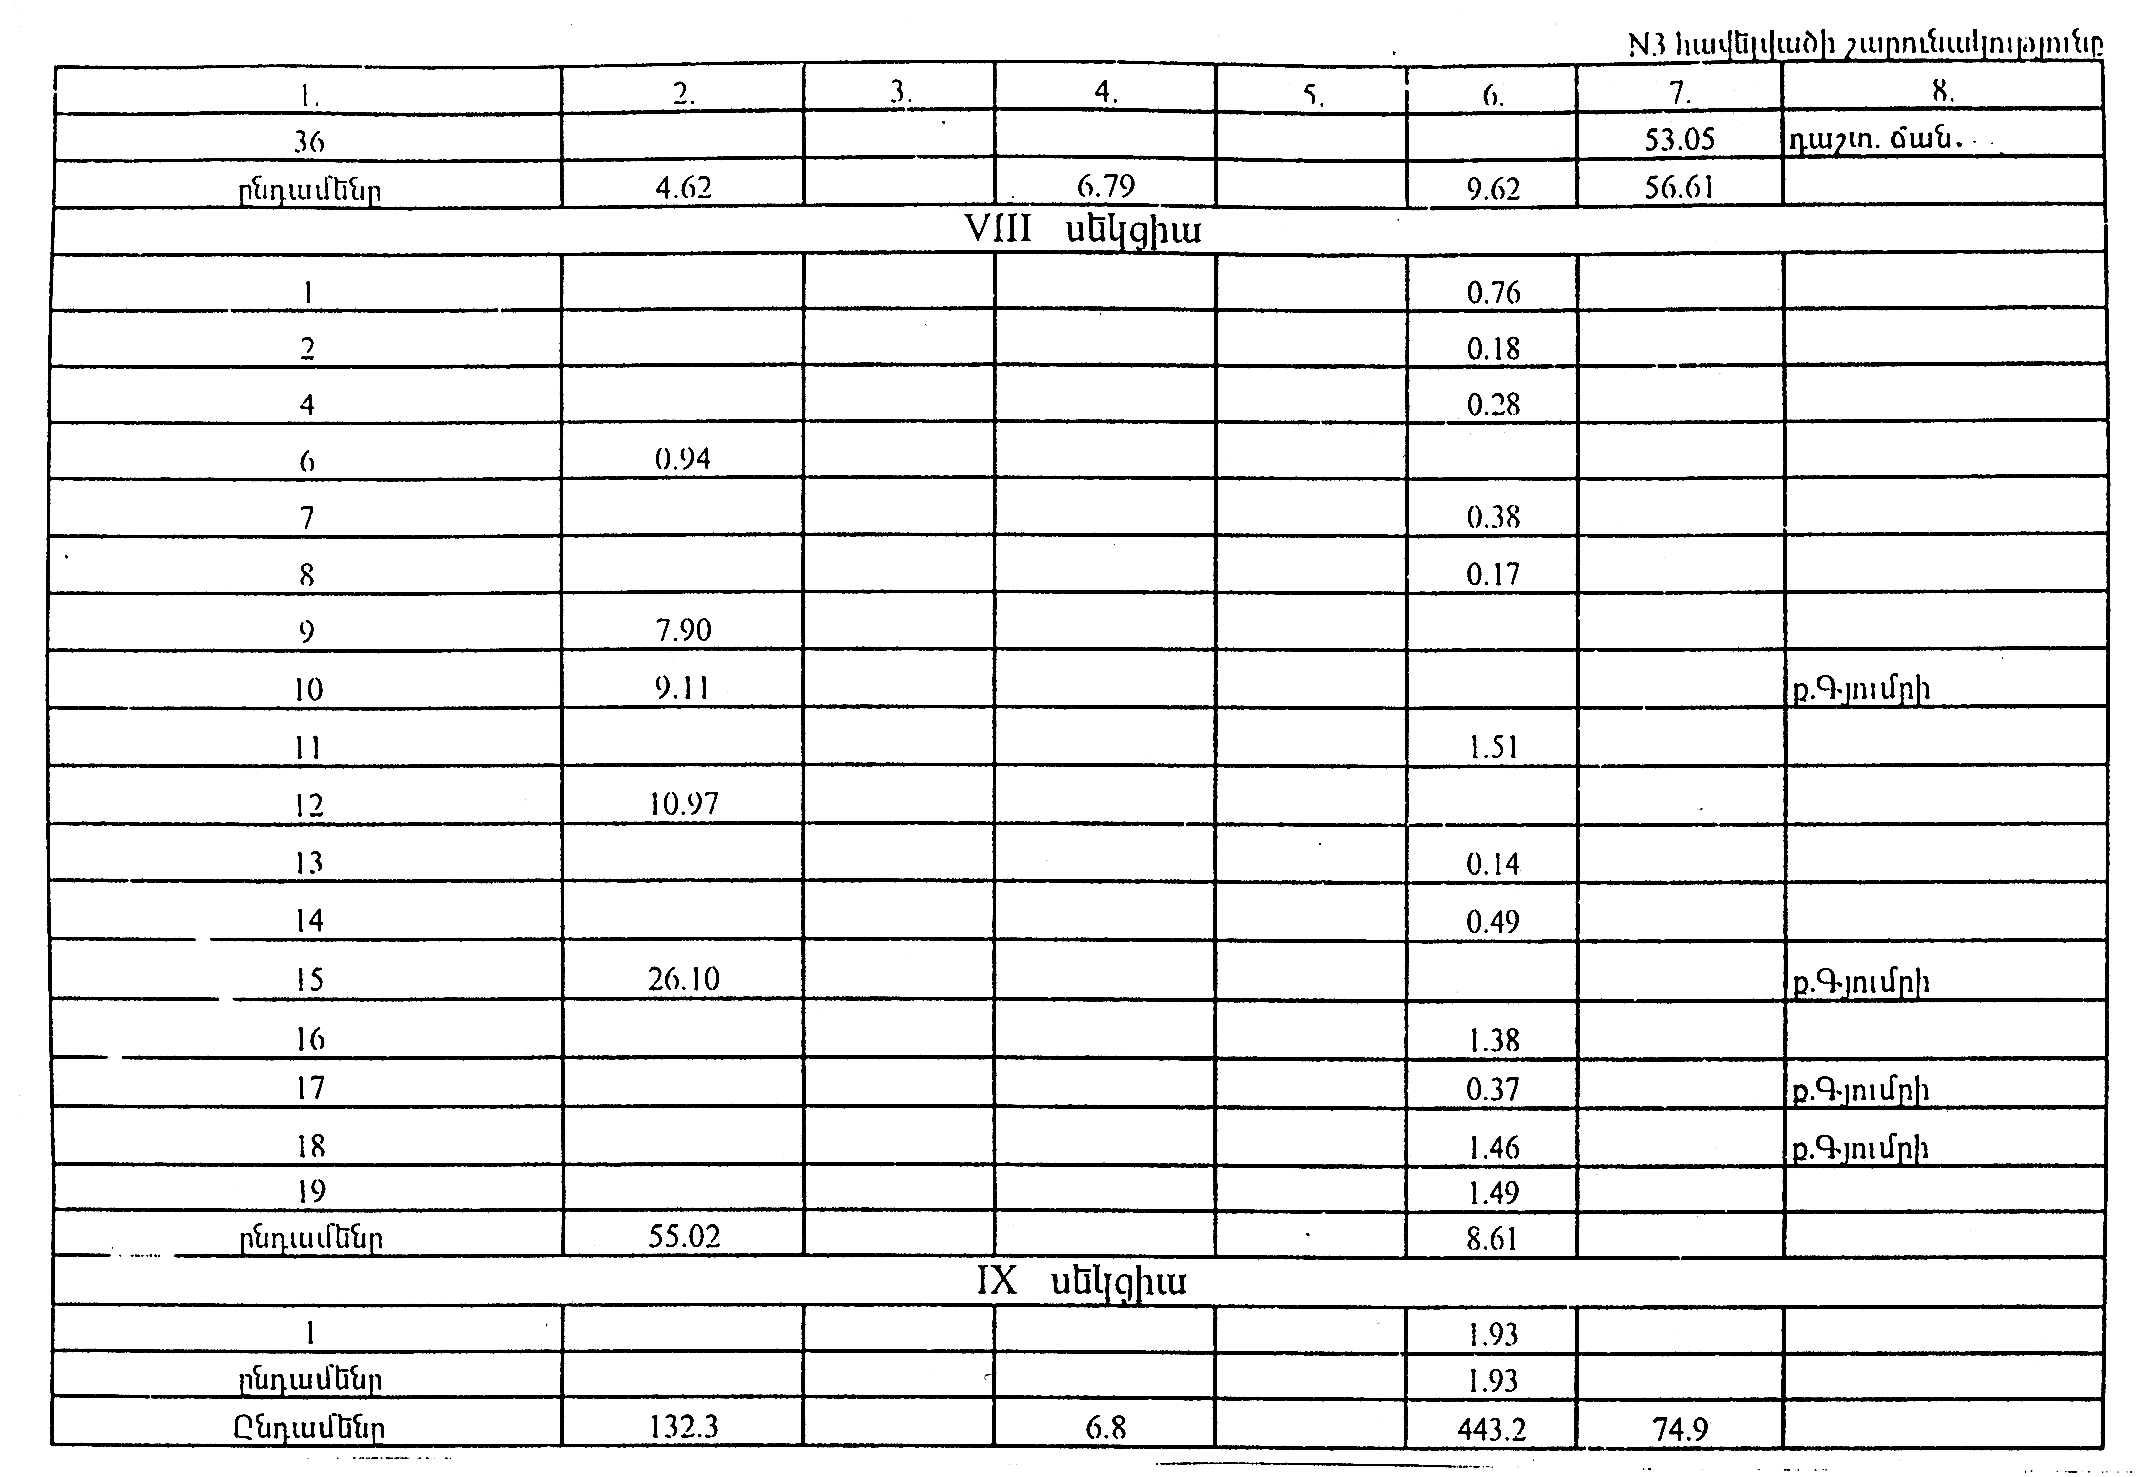 N3 հավելվածի շարունակությունը
1. 2. 3. 4. 5. 6. 7. 8.
36 53.05 դաշտ. ճան.
ընդամենը 4.62 6.79 9.62 56.61
VIII սեկցիա
1 0.76
2 0.18
4 0.28
6 0.94
7 0.38
8 0.17
9 7.90
10 9.11 ք.Գյումրի
11 1.51
12 10.97
13 0.14
14 0.49
15 26.10 ք.Գյումրի
16 1.38
17 0.37 ք.Գյումրի
18 1.46 ք.Գյումրի
19 1.49
ընդամենը 55.02 8.61
IX սեկցիա
1 1.93
ընդամենը 1.93
Ընդամենը 132.3 6.8 443.2 74.9